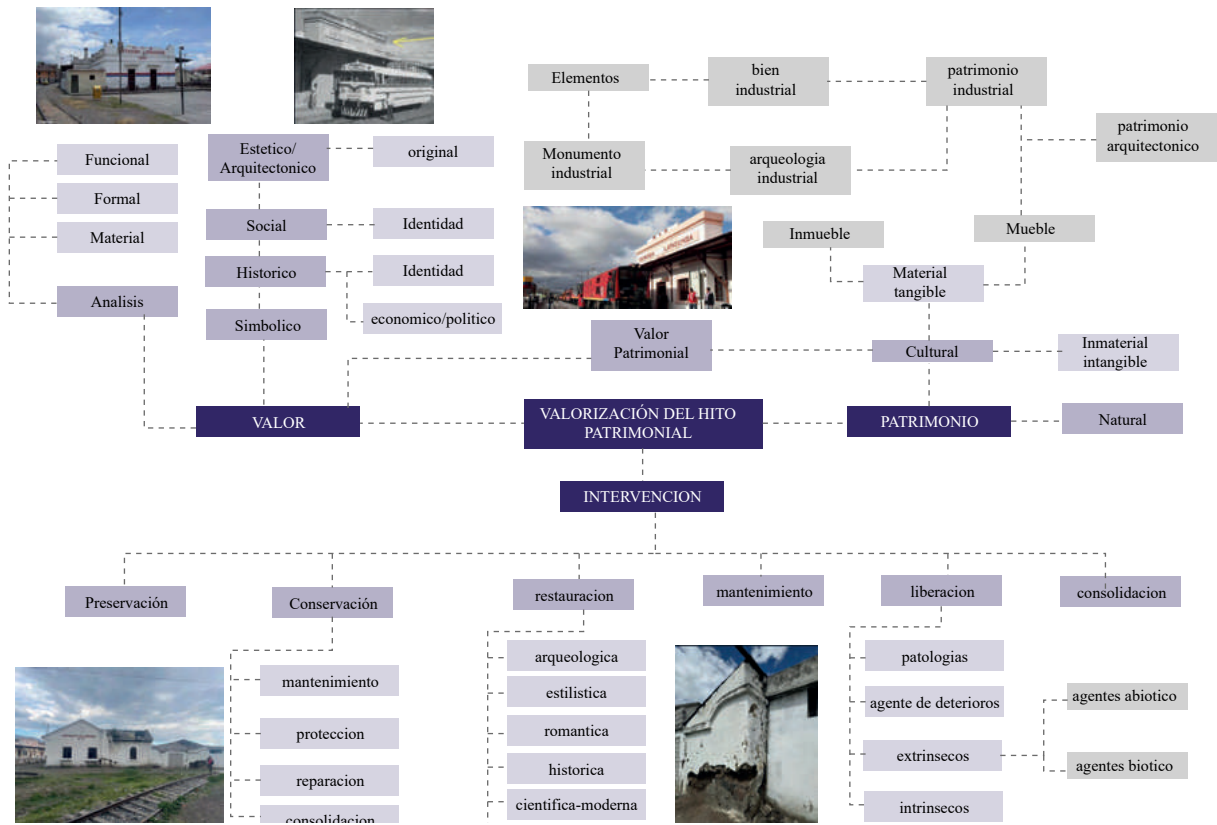 Elementos
bien
industrial
patrimonio
industrial
patrimonio
arquitectonico
Funcional
Formal
Material
Analisis
Estetico/
Arquitectonico
original
Social
Identidad
Historico
Identidad
economico/politico
Simbolico
Monumento
industrial
arqueologia
industrial
Inmueble
Mueble
Material
tangible
LATACUNGA
Valor
Patrimonial
Cultural
Inmaterial
intangible
VALOR
VALORIZACIÓN DEL HITO
PATRIMONIAL
PATRIMONIO
Natural
INTERVENCION
Preservación
Conservación
restauracion
mantenimiento
liberacion
consolidacion
mantenimiento
proteccion
reparacion
consolidacion
arqueologica
estilistica
romantica
historica
cientifica-moderna
patologias
agente de deterioros
extrinsecos
intrinsecos
agentes abiotico
agentes biotico